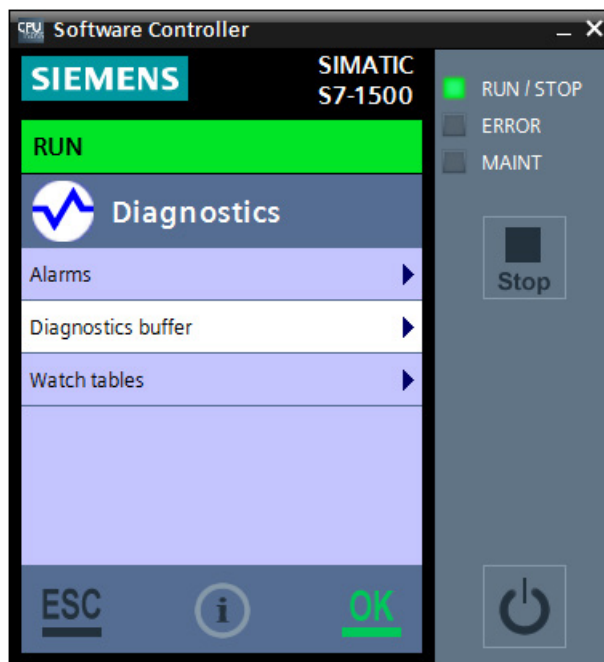 CPU
Software Controller
SIEMENS
SIMATIC
S7-1500
RUN
Diagnostics
Alarms
Diagnostics buffer
Watch tables
ESC
i
OK
RUN / STOP
ERROR
MAINT
Stop